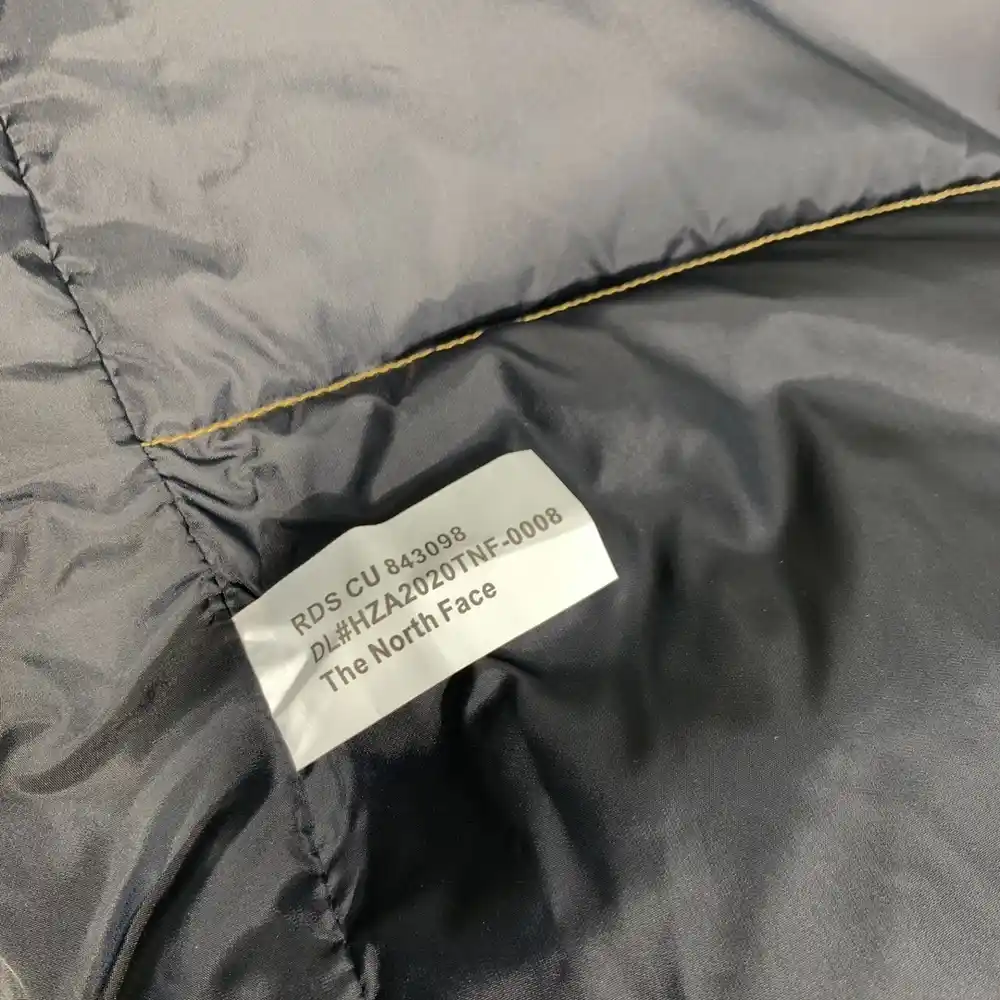 RDS CU 843098
DL#HZA2020TNF-0008
The North Face